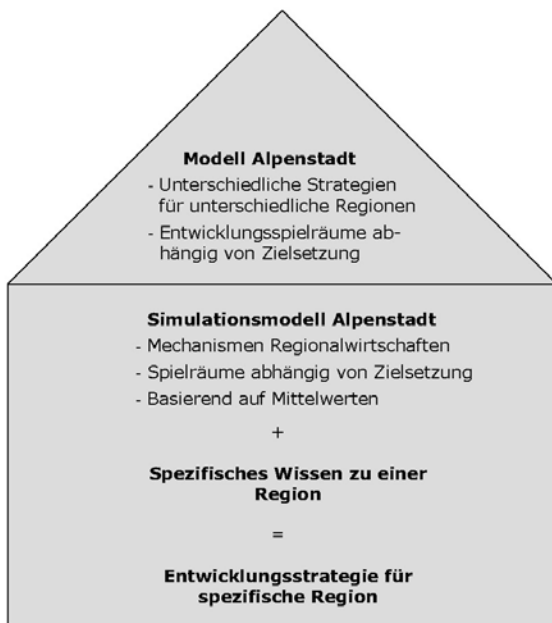 Modell Alpenstadt
- Unterschiedliche Strategien
für unterschiedliche Regionen
- Entwicklungsspielräume ab-
hängig von Zielsetzung
Simulationsmodell Alpenstadt
- Mechanismen Regionalwirtschaften
- Spielräume abhängig von Zielsetzung
- Basierend auf Mittelwerten
+
Spezifisches Wissen zu einer
Region
=
Entwicklungsstrategie für
spezifische Region